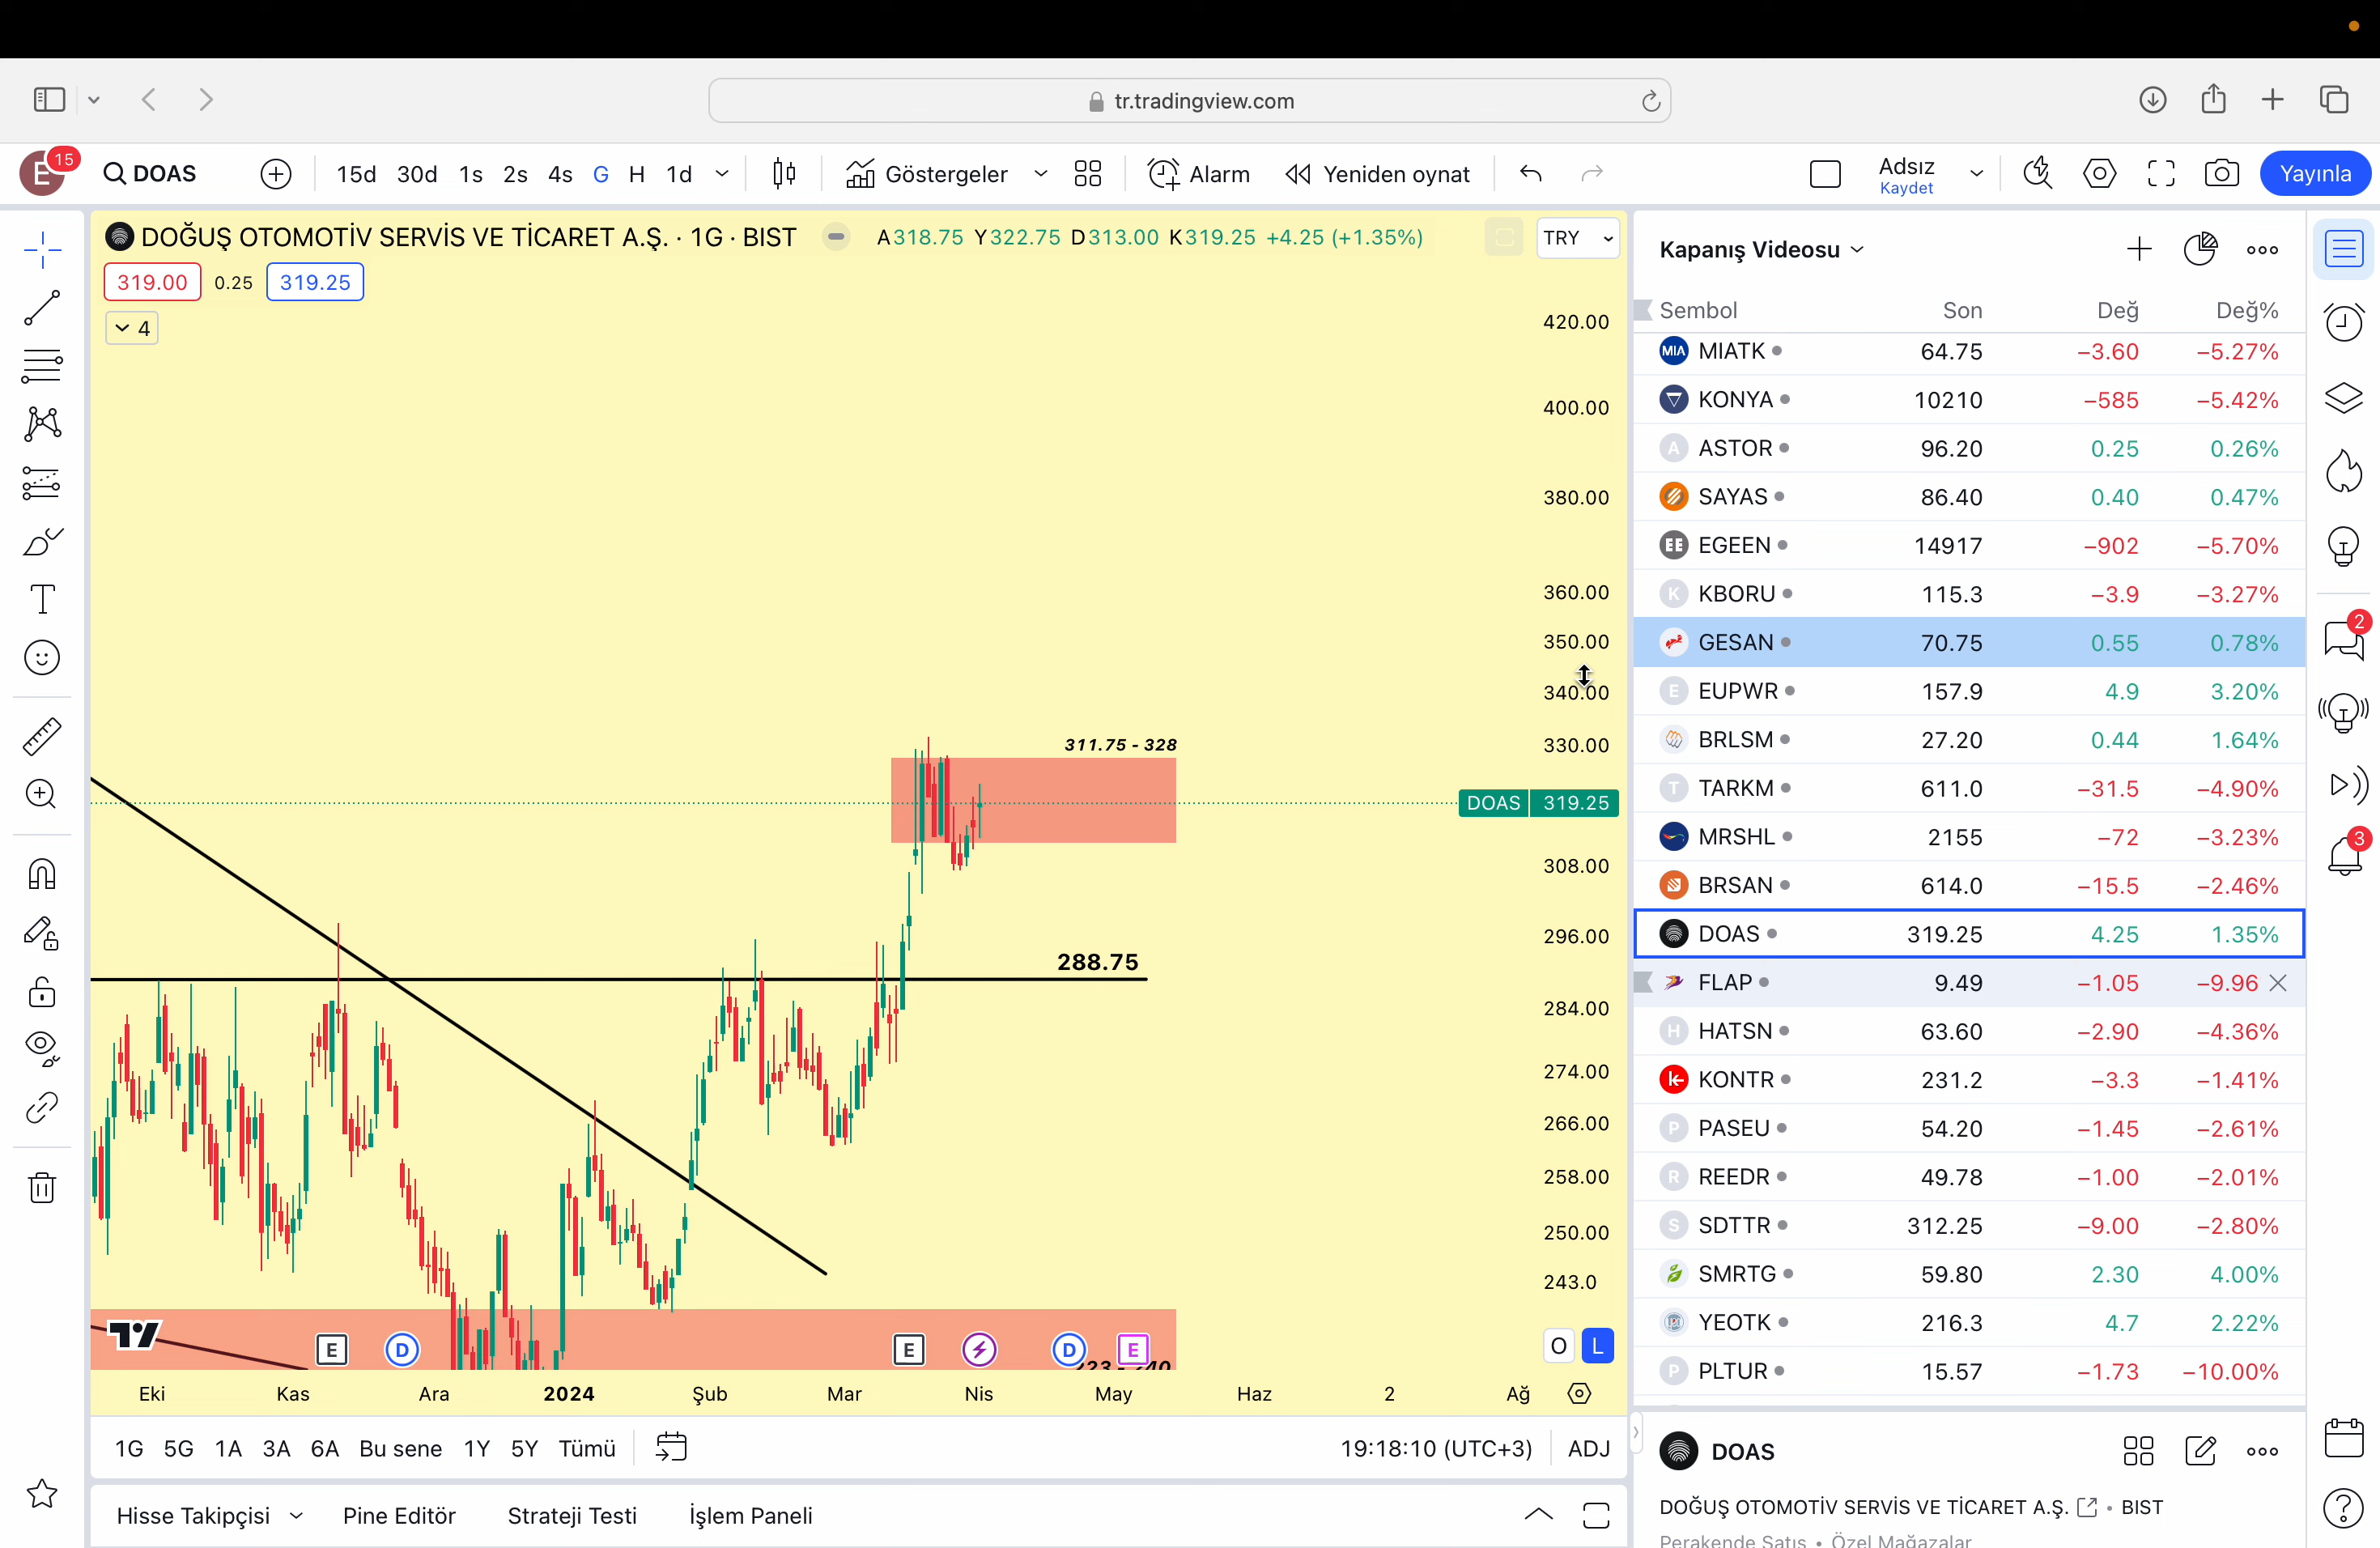 tr.tradingview.com
E
15
DOAS
15d 30d 1s 2s 4s G H 1d
Göstergeler
Alarm
Yeniden oynat
Adsız
Kaydet
Yayınla
DOĞUŞ OTOMOTİV SERVİS VE TİCARET A.Ş. · 1G · BIST
A318.75 Y322.75 D313.00 K319.25 +4.25 (+1.35%)
TRY
319.00 0.25 319.25
4
420.00
400.00
380.00
360.00
350.00
340.00
330.00
311.75 - 328
DOAS 319.25
308.00
296.00
288.75
284.00
274.00
266.00
258.00
250.00
243.0
E D E D E
O L
Eki Kas Ara 2024 Şub Mar Nis May Haz 2 Ağ
1G 5G 1A 3A 6A Bu sene 1Y 5Y Tümü
19:18:10 (UTC+3) ADJ
Hisse Takipçisi Pine Editör Strateji Testi İşlem Paneli
Kapanış Videosu
Sembol Son Değ Değ%
MIA MIATK 64.75 −3.60 −5.27%
KONYA 10210 −585 −5.42%
A ASTOR 96.20 0.25 0.26%
SAYAS 86.40 0.40 0.47%
EE EGEEN 14917 −902 −5.70%
K KBORU 115.3 −3.9 −3.27%
GESAN 70.75 0.55 0.78%
E EUPWR 157.9 4.9 3.20%
BRLSM 27.20 0.44 1.64%
T TARKM 611.0 −31.5 −4.90%
MRSHL 2155 −72 −3.23%
BRSAN 614.0 −15.5 −2.46%
DOAS 319.25 4.25 1.35%
FLAP 9.49 −1.05 −9.96
H HATSN 63.60 −2.90 −4.36%
KONTR 231.2 −3.3 −1.41%
P PASEU 54.20 −1.45 −2.61%
R REEDR 49.78 −1.00 −2.01%
S SDTTR 312.25 −9.00 −2.80%
SMRTG 59.80 2.30 4.00%
YEOTK 216.3 4.7 2.22%
P PLTUR 15.57 −1.73 −10.00%
DOAS
DOĞUŞ OTOMOTİV SERVİS VE TİCARET A.Ş. • BIST
Perakende Satış • Özel Mağazalar
2
3